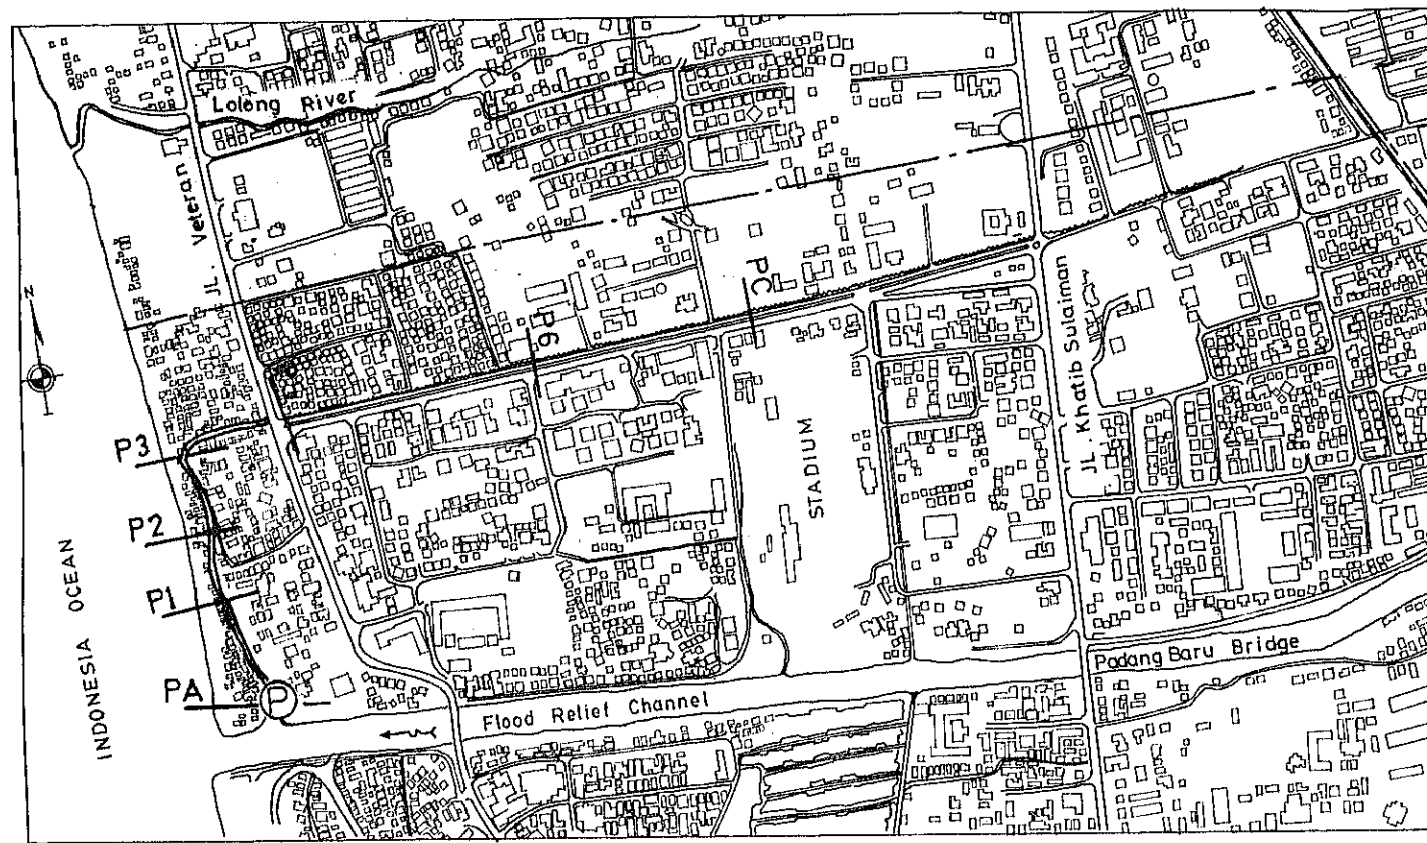 Lolong River
JL. Veteran
N
PC
P6
JL. Khatib Sulaiman
P3
STADIUM
P2
INDONESIA OCEAN
P1
Padang Baru Bridge
PA
P
Flood Relief Channel